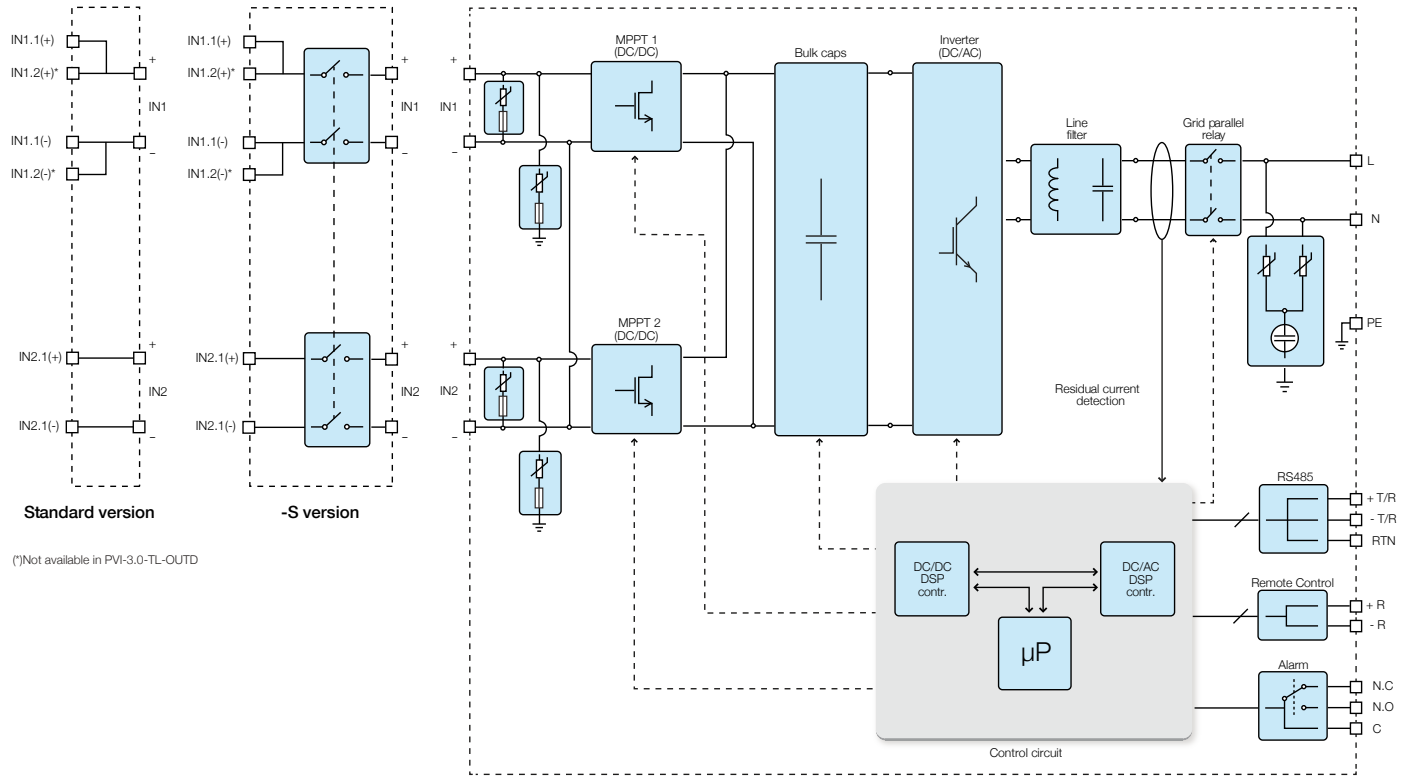 IN1.1(+)
IN1.2(+)*
+
IN1
IN1.1(-)
IN1.2(-)*
−
IN2.1(+)
+
IN2
IN2.1(-)
−
Standard version
(*)Not available in PVI-3.0-TL-OUTD
IN1.1(+)
IN1.2(+)*
+
IN1
IN1.1(-)
IN1.2(-)*
−
IN2.1(+)
+
IN2
IN2.1(-)
−
-S version
+
IN1
−
+
IN2
−
MPPT 1
(DC/DC)
MPPT 2
(DC/DC)
Bulk caps
Inverter
(DC/AC)
Line
filter
Grid parallel
relay
L
N
PE
Residual current
detection
DC/DC
DSP
contr.
DC/AC
DSP
contr.
µP
Control circuit
RS485
+ T/R
- T/R
RTN
Remote Control
+ R
- R
Alarm
N.C
N.O
C